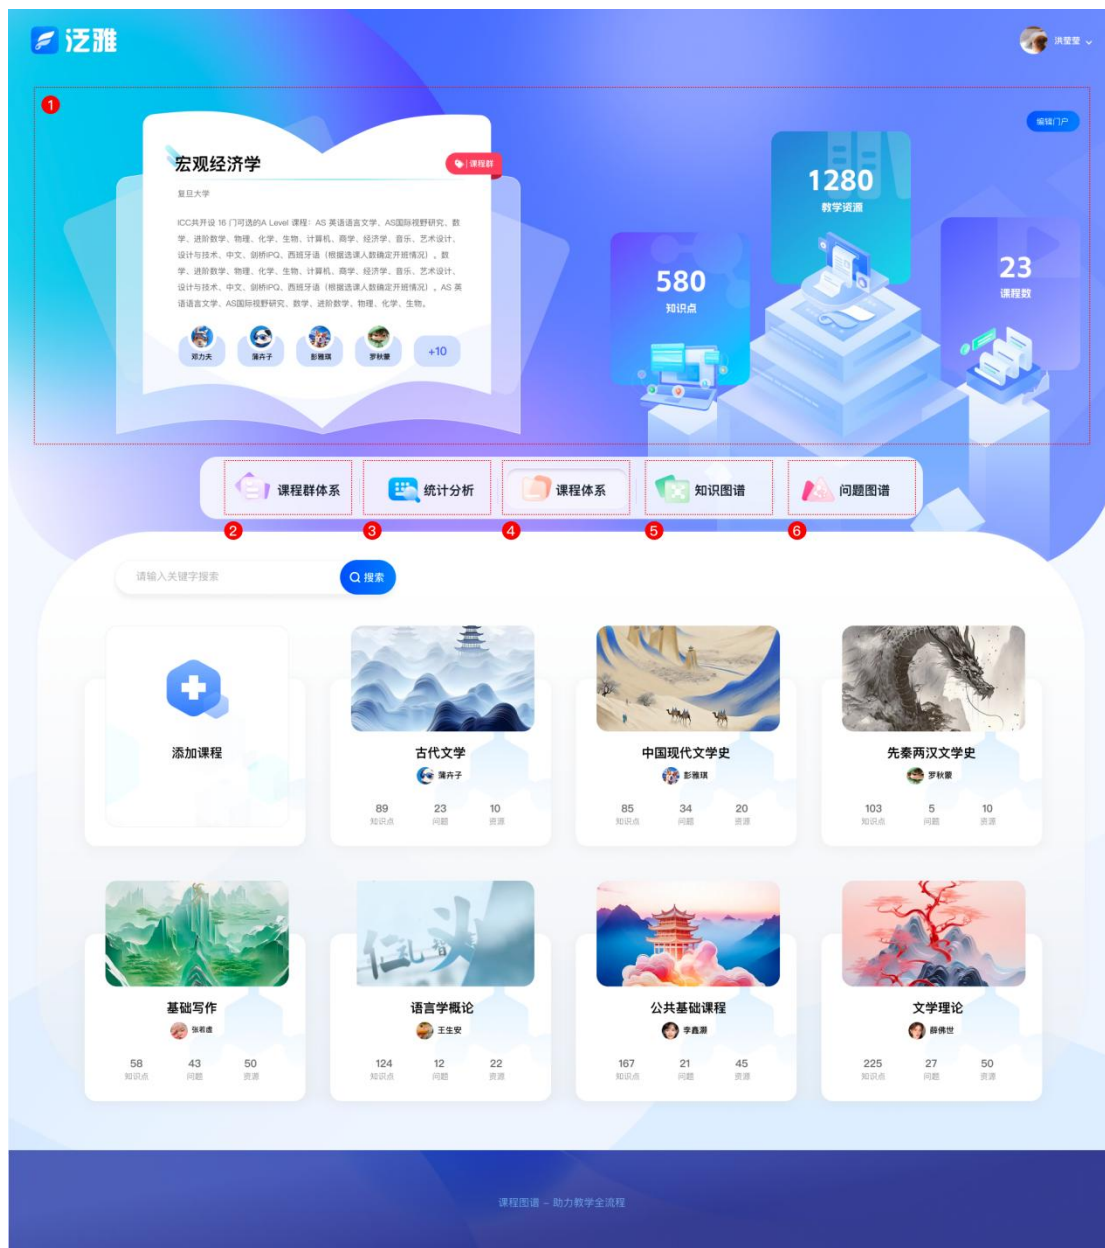 泛雅
洪莹莹
1
编辑门户
宏观经济学
课程群
复旦大学
ICC共开设 16 门可选的A Level 课程：AS 英语语言文学、AS国际视野研究、数
学、进阶数学、物理、化学、生物、计算机、商学、经济学、音乐、艺术设计、
设计与技术、中文、剑桥IPQ、西班牙语（根据选课人数确定开班情况）。数
学、进阶数学、物理、化学、生物、计算机、商学、经济学、音乐、艺术设计、
设计与技术、中文、剑桥IPQ、西班牙语（根据选课人数确定开班情况）。AS 英
语语言文学、AS国际视野研究、数学、进阶数学、物理、化学、生物。
邓力夫
蒲卉子
彭雅琪
罗秋蒙
+10
580
知识点
1280
教学资源
23
课程数
课程群体系
统计分析
课程体系
知识图谱
问题图谱
2
3
4
5
6
请输入关键字搜索
搜索
添加课程
古代文学
蒲卉子
89 23 10
知识点 问题 资源
中国现代文学史
彭雅琪
85 34 20
知识点 问题 资源
先秦两汉文学史
罗秋蒙
103 5 10
知识点 问题 资源
基础写作
张希虚
58 43 50
知识点 问题 资源
仁 智
语言学概论
王生安
124 12 22
知识点 问题 资源
公共基础课程
李鑫灏
167 21 45
知识点 问题 资源
文学理论
薛佛世
225 27 50
知识点 问题 资源
课程图谱 – 助力教学全流程